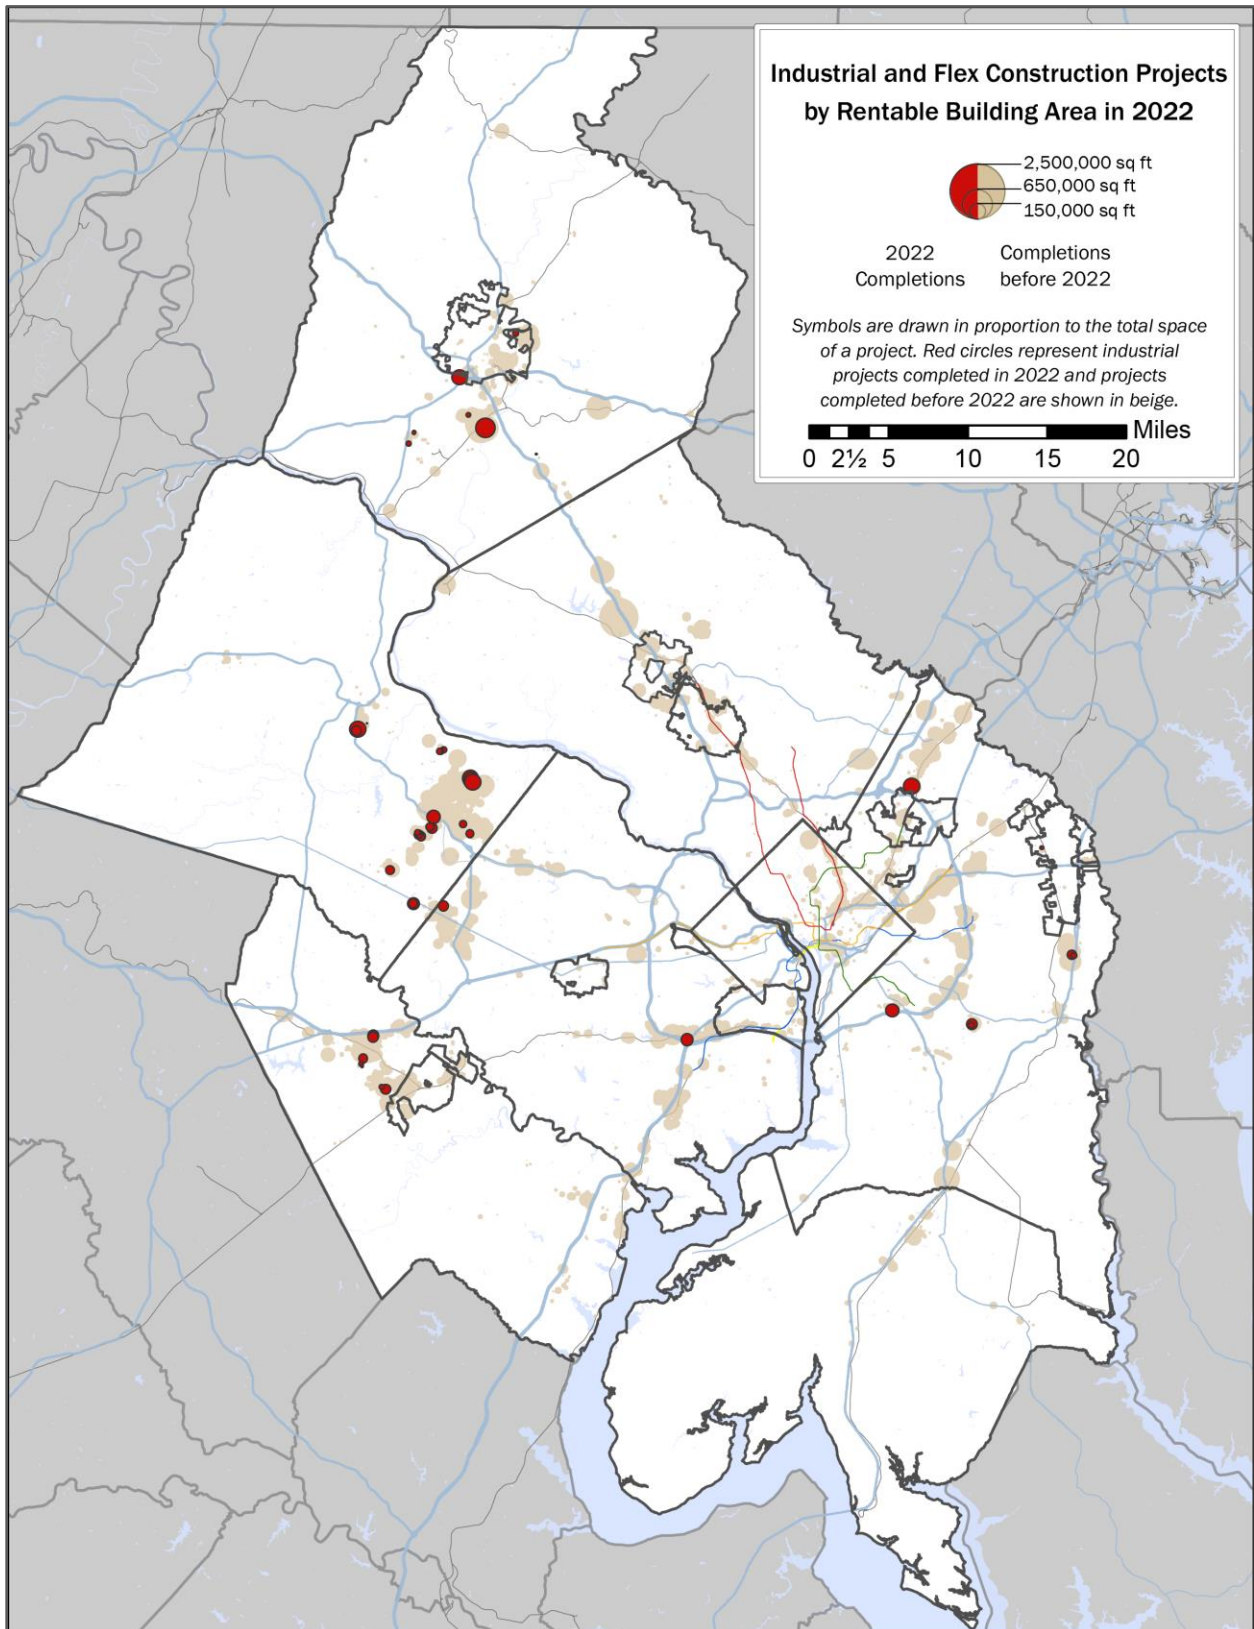 Industrial and Flex Construction Projects
by Rentable Building Area in 2022
2,500,000 sq ft
650,000 sq ft
150,000 sq ft
2022
Completions
Completions
before 2022
Symbols are drawn in proportion to the total space
of a project. Red circles represent industrial
projects completed in 2022 and projects
completed before 2022 are shown in beige.
Miles
0 2½ 5 10 15 20